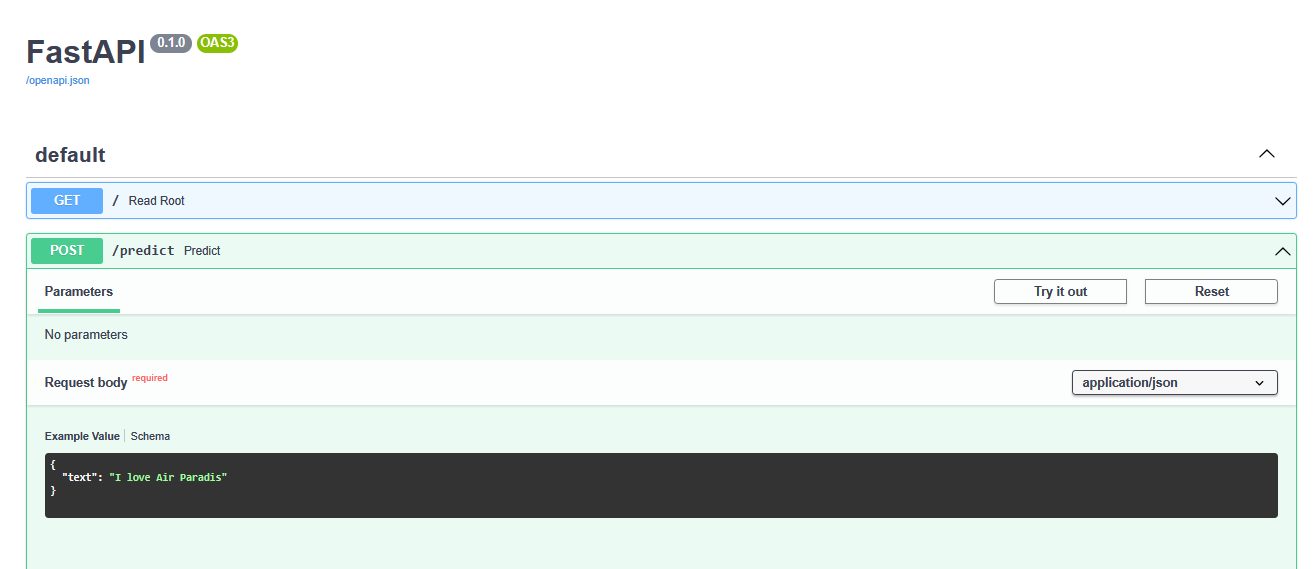 FastAPI 0.1.0 OAS3
/openapi.json
default
GET / Read Root
POST /predict Predict
Parameters Try it out Reset
No parameters
Request body required application/json
Example Value Schema
{
"text": "I love Air Paradis"
}